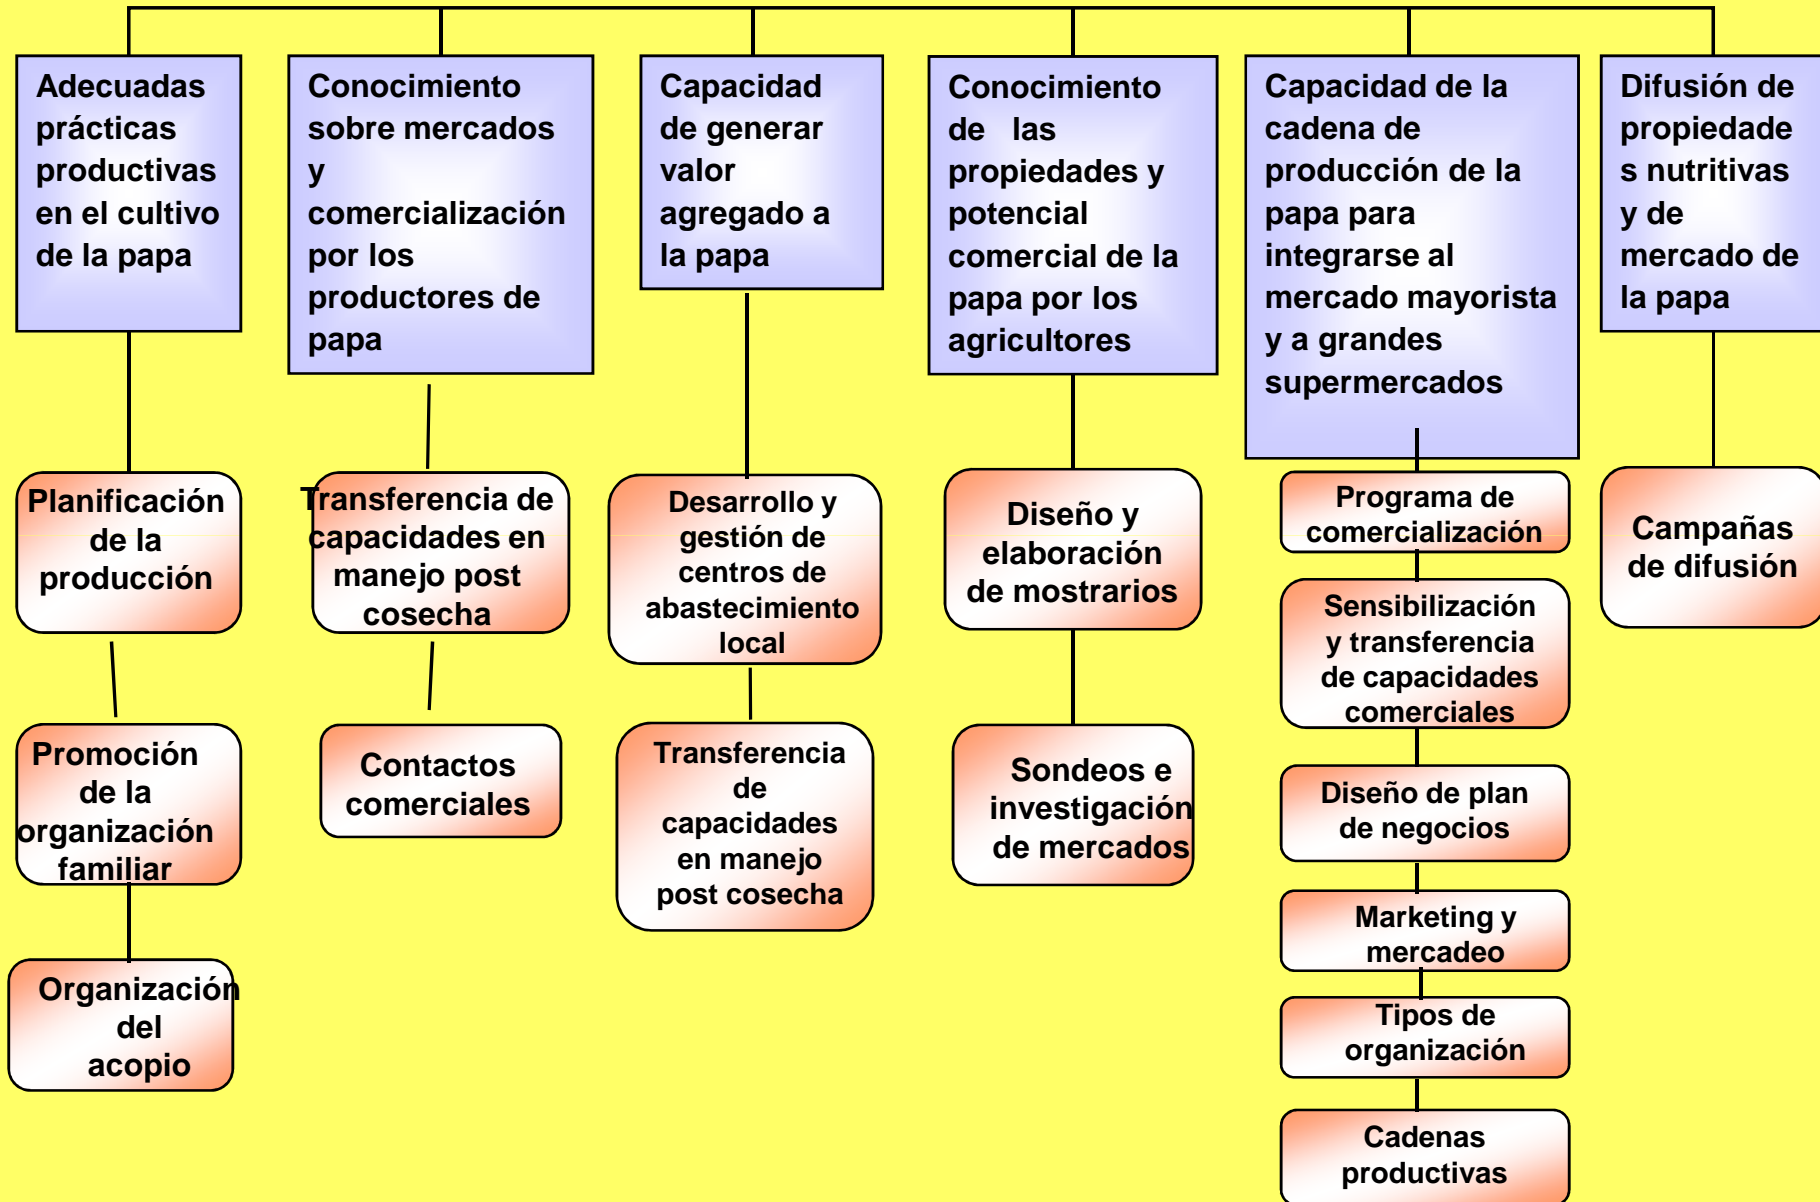 Adecuadas
prácticas
productivas
en el cultivo
de la papa
Conocimiento
sobre mercados
y
comercialización
por los
productores de
papa
Capacidad
de generar
valor
agregado a
la papa
Conocimiento
de las
propiedades y
potencial
comercial de la
papa por los
agricultores
Capacidad de la
cadena de
producción de la
papa para
integrarse al
mercado mayorista
y a grandes
supermercados
Difusión de
propiedade
s nutritivas
y de
mercado de
la papa
Planificación
de la
producción
Promoción
de la
organización
familiar
Organización
del
acopio
Transferencia de
capacidades en
manejo post
cosecha
Contactos
comerciales
Desarrollo y
gestión de
centros de
abastecimiento
local
Transferencia
de
capacidades
en manejo
post cosecha
Diseño y
elaboración
de mostrarios
Sondeos e
investigación
de mercados
Programa de
comercialización
Sensibilización
y transferencia
de capacidades
comerciales
Diseño de plan
de negocios
Marketing y
mercadeo
Tipos de
organización
Cadenas
productivas
Campañas
de difusión